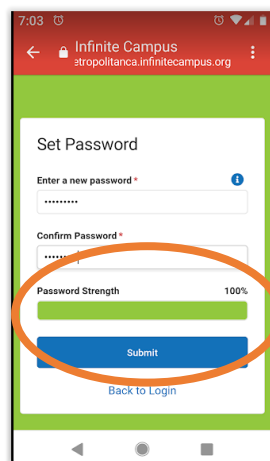 7:03
Infinite Campus
etropolitanca.infinitecampus.org
Set Password
Enter a new password *
•••••••••
Confirm Password *
Password Strength 100%
Submit
Back to Login